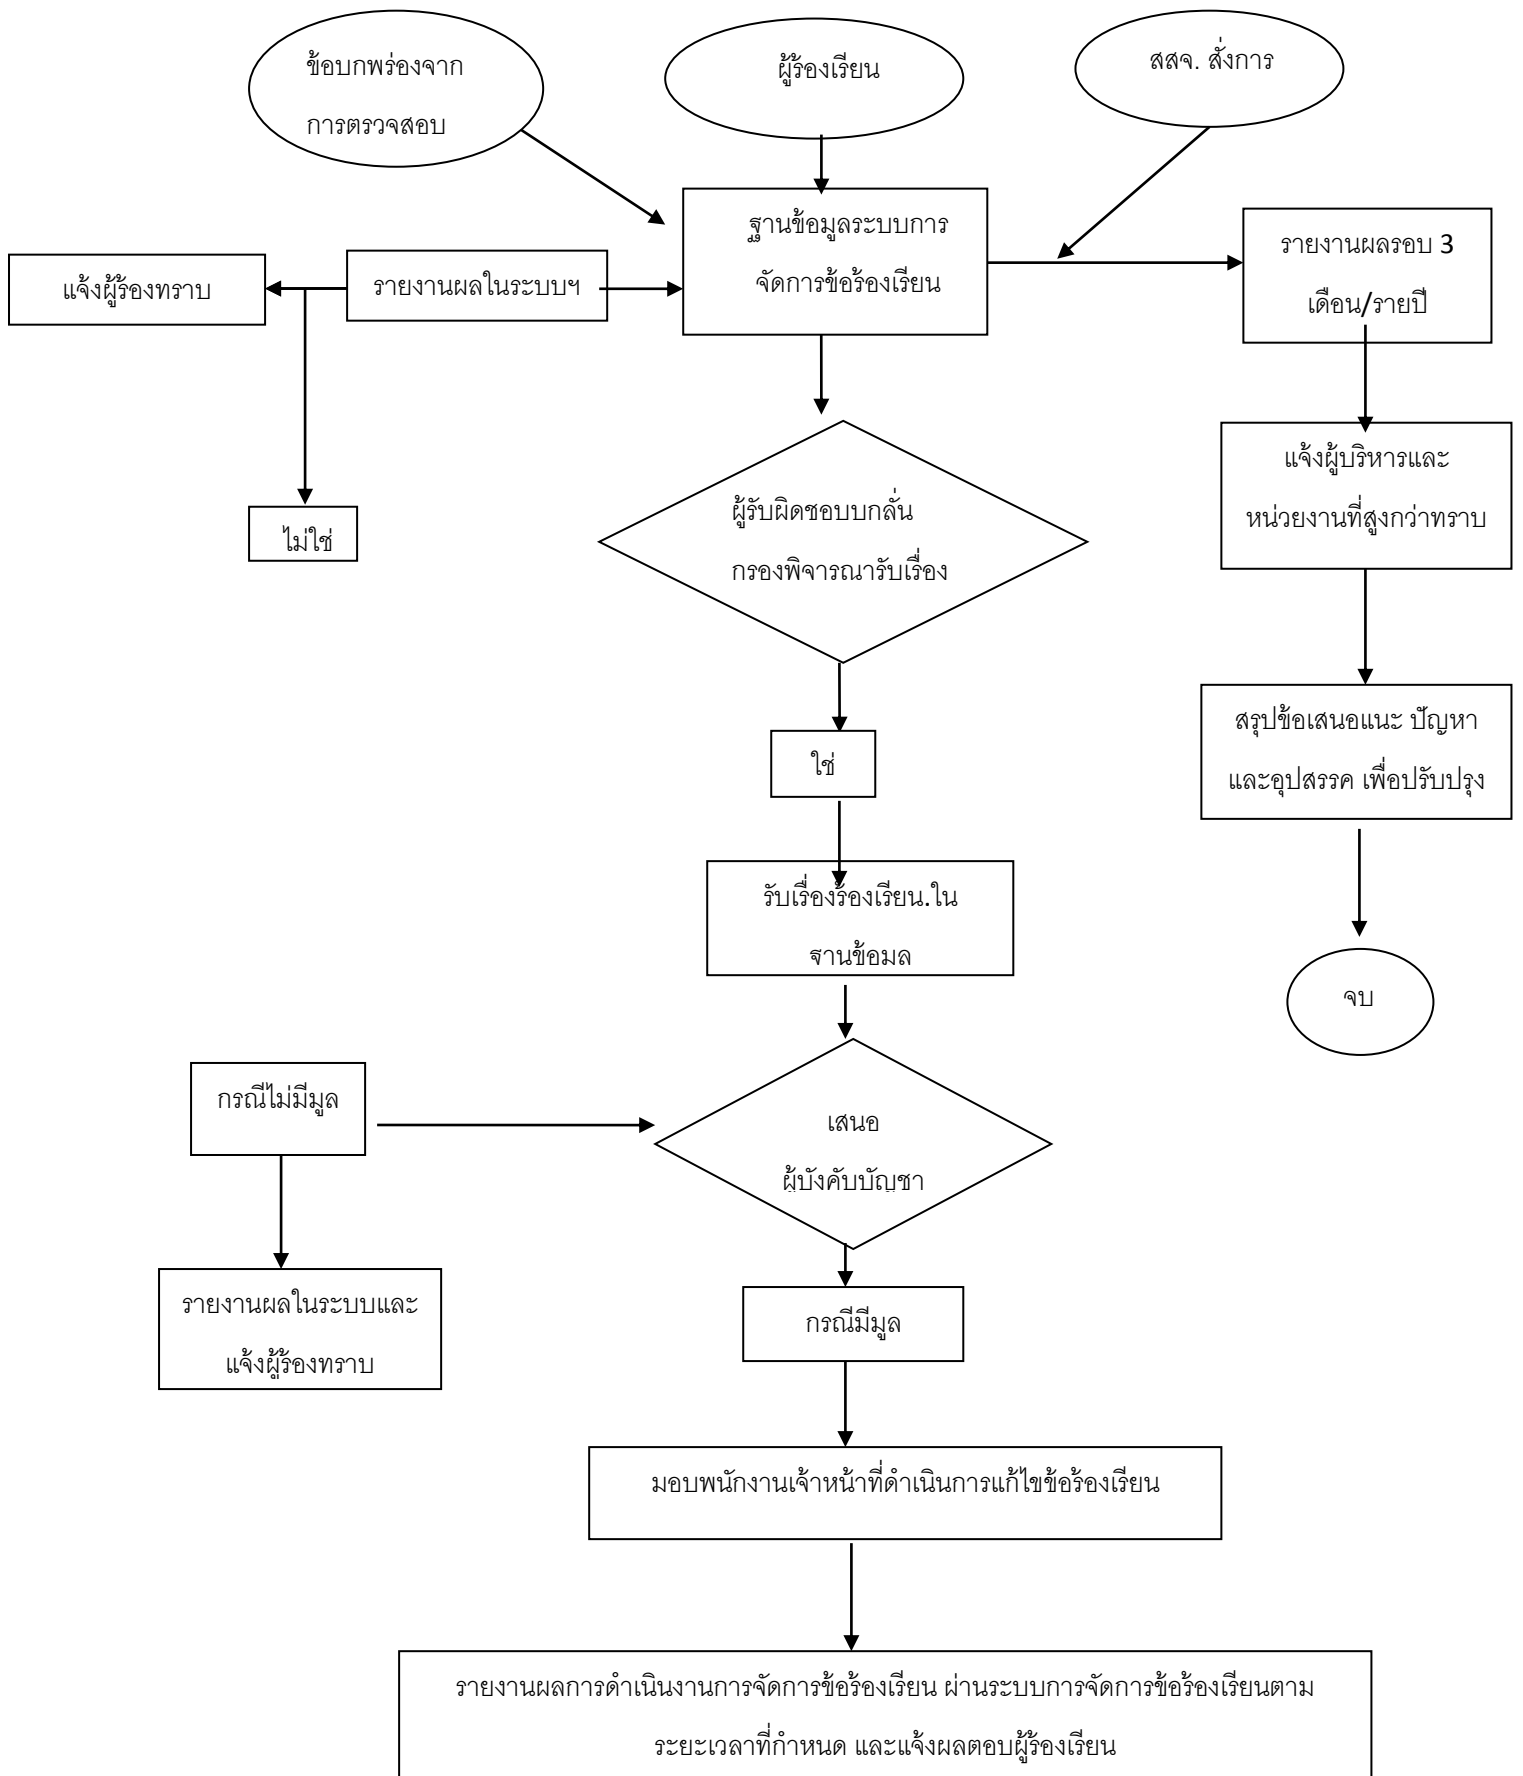 ข้อบกพร่องจาก
การตรวจสอบ
ผู้ร้องเรียน
สสจ. สั่งการ
ฐานข้อมูลระบบการ
จัดการข้อร้องเรียน
รายงานผลรอบ 3
เดือน/รายปี
แจ้งผู้ร้องทราบ
รายงานผลในระบบฯ
แจ้งผู้บริหารและ
หน่วยงานที่สูงกว่าทราบ
ไม่ใช่
ผู้รับผิดชอบบกลั่น
กรองพิจารณารับเรื่อง
สรุปข้อเสนอแนะ ปัญหา
และอุปสรรค เพื่อปรับปรุง
ใช่
รับเรื่องร้องเรียน.ใน
ฐานข้อมูล
จบ
กรณีไม่มีมูล
เสนอ
ผู้บังคับบัญชา
รายงานผลในระบบและ
แจ้งผู้ร้องทราบ
กรณีมีมูล
มอบพนักงานเจ้าหน้าที่ดำเนินการแก้ไขข้อร้องเรียน
รายงานผลการดำเนินงานการจัดการข้อร้องเรียน ผ่านระบบการจัดการข้อร้องเรียนตาม
ระยะเวลาที่กำหนด และแจ้งผลตอบผู้ร้องเรียน